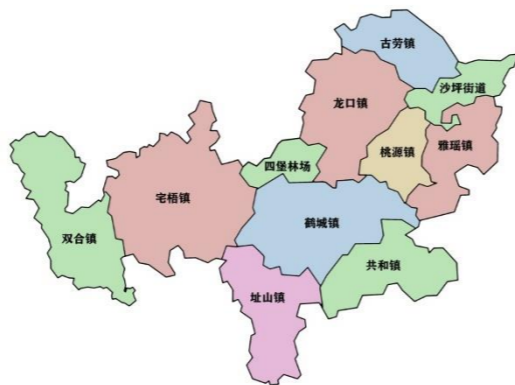 古劳镇
沙坪街道
龙口镇
桃源镇
雅瑶镇
四堡林场
宅梧镇
鹤城镇
双合镇
共和镇
址山镇